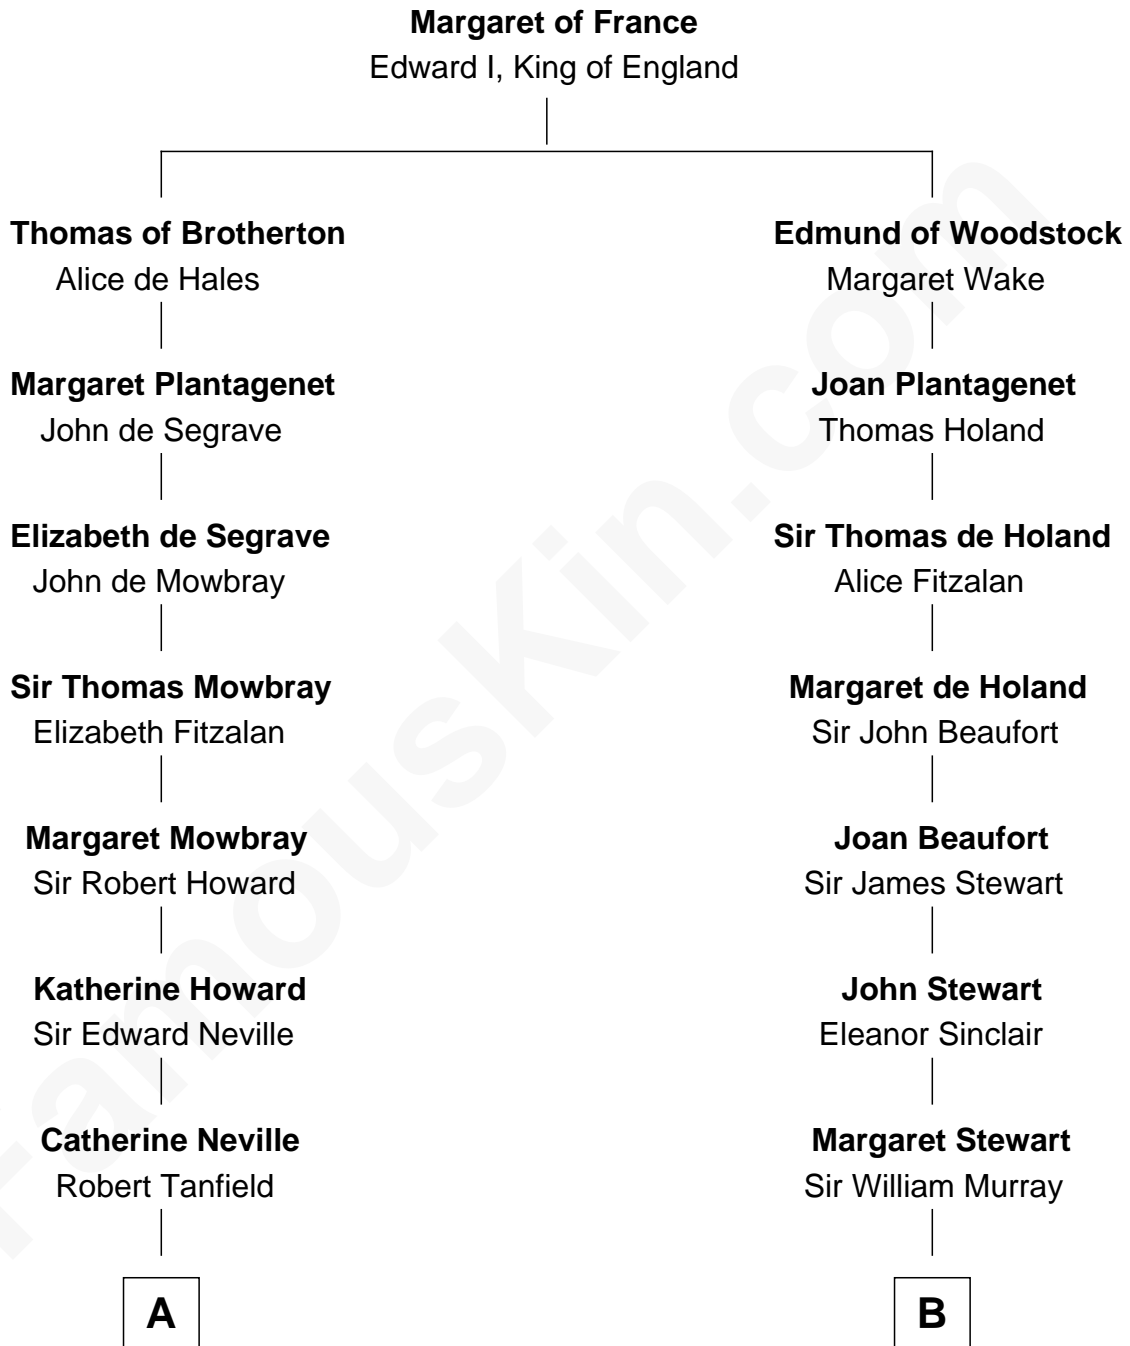 Margaret of France
Edward I, King of England
Thomas of Brotherton
Alice de Hales
Edmund of Woodstock
Margaret Wake
Margaret Plantagenet
John de Segrave
Joan Plantagenet
Thomas Holand
Elizabeth de Segrave
John de Mowbray
Sir Thomas de Holand
Alice Fitzalan
Sir Thomas Mowbray
Elizabeth Fitzalan
Margaret de Holand
Sir John Beaufort
Margaret Mowbray
Sir Robert Howard
Joan Beaufort
Sir James Stewart
Katherine Howard
Sir Edward Neville
John Stewart
Eleanor Sinclair
Catherine Neville
Robert Tanfield
Margaret Stewart
Sir William Murray
A
B
FamousKin.com